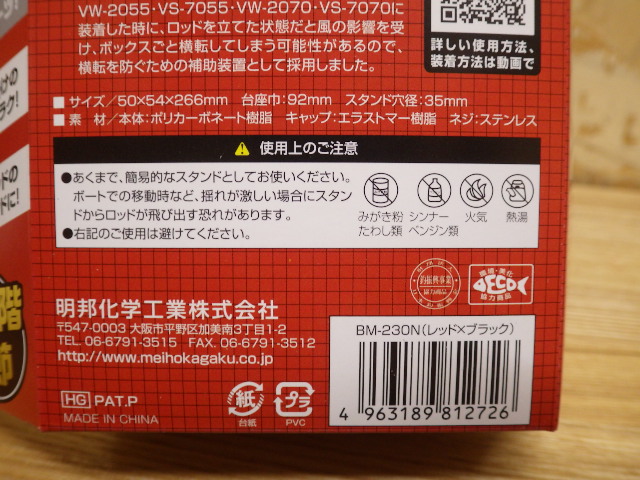 VW-2055・VS-7055・VW-2070・VS-7070に
装着した時に、ロッドを立てた状態だと風の影響を受
け、ボックスごと横転してしまう可能性があるので、
横転を防ぐための補助装置として採用しました。
詳しい使用方法、
装着方法は動画で
■サイズ/50×54×266mm 台座巾:92mm スタンド穴径:35mm
■素 材/本体:ポリカーボネート樹脂 キャップ:エラストマー樹脂 ネジ:ステンレス
使用上のご注意
●あくまで、簡易的なスタンドとしてお使いください。
ボートでの移動時など、揺れが激しい場合にスタン
ドからロッドが飛び出す恐れがあります。
●右記のご使用は避けてください。
みがき粉
たわし類
シンナー
ベンジン類
火気
熱湯
環境・美化
ECO
協力商品
明邦化学工業株式会社
〒547-0003 大阪市平野区加美南3丁目1-2
TEL. 06-6791-3515 FAX. 06-6791-3512
http://www.meihokagaku.co.jp
HG PAT.P
MADE IN CHINA
紙
台紙
プラ
PVC
BM-230N(レッド×ブラック)
4 963189 812726
階
節